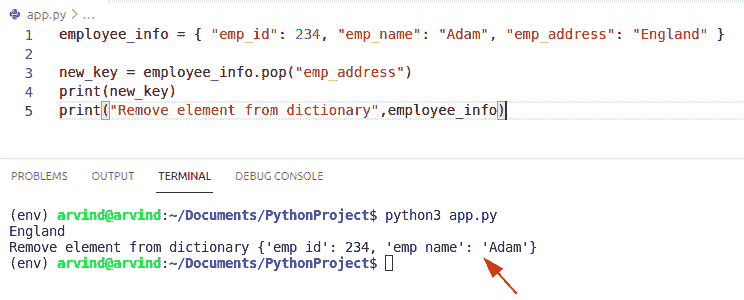 app.py > ...
1 employee_info = { "emp_id": 234, "emp_name": "Adam", "emp_address": "England" }
2
3 new_key = employee_info.pop("emp_address")
4 print(new_key)
5 print("Remove element from dictionary",employee_info)
PROBLEMS OUTPUT TERMINAL DEBUG CONSOLE
(env) arvind@arvind:~/Documents/PythonProject$ python3 app.py
England
Remove element from dictionary {'emp id': 234, 'emp name': 'Adam'}
(env) arvind@arvind:~/Documents/PythonProject$